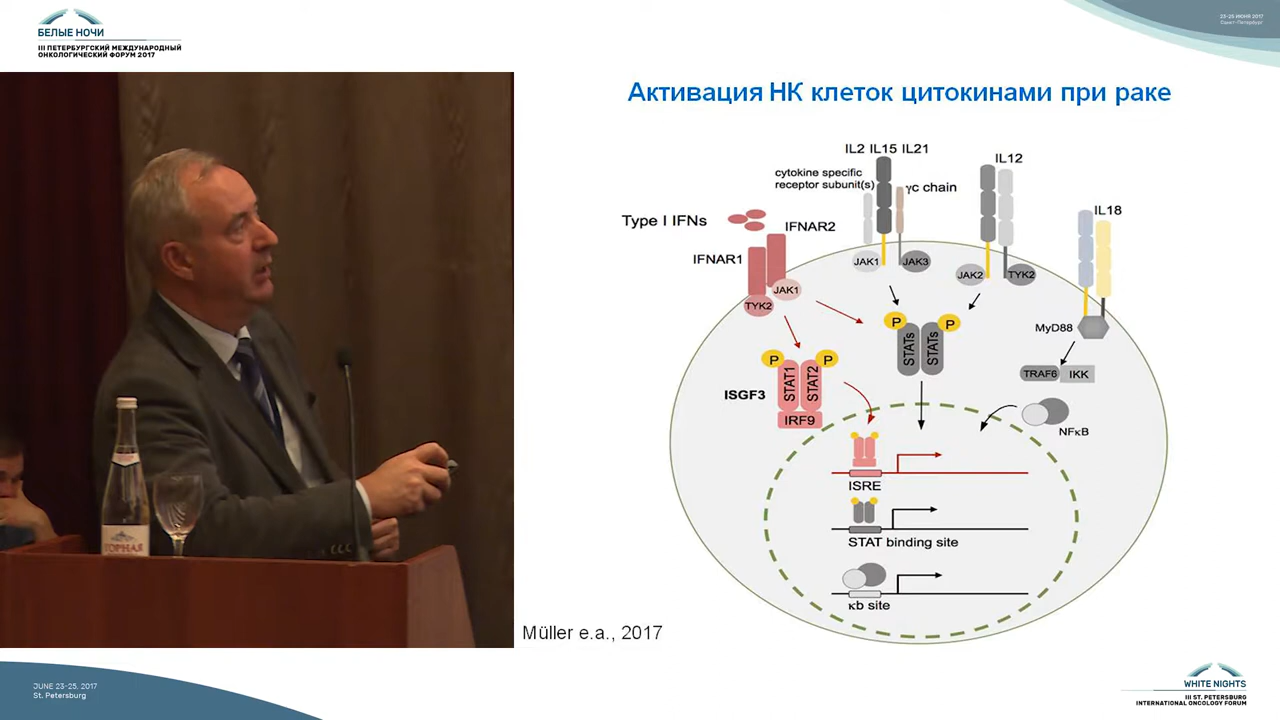 БЕЛЫЕ НОЧИ
III ПЕТЕРБУРГСКИЙ МЕЖДУНАРОДНЫЙ
ОНКОЛОГИЧЕСКИЙ ФОРУМ 2017
23-25 ИЮНЯ 2017
Санкт-Петербург
Активация НК клеток цитокинами при раке
IL2 IL15 IL21
IL12
cytokine specific
receptor subunit(s)
γc chain
IL18
Type I IFNs
IFNAR2
IFNAR1
JAK1
JAK3
JAK2
TYK2
JAK1
TYK2
P
P
MyD88
STATs
STATs
P
P
TRAF6
IKK
STAT1
STAT2
ISGF3
IRF9
NFκB
ISRE
STAT binding site
κb site
ГОРНАЯ
Müller e.a., 2017
JUNE 23-25, 2017
St. Petersburg
WHITE NIGHTS
III ST. PETERSBURG
INTERNATIONAL ONCOLOGY FORUM